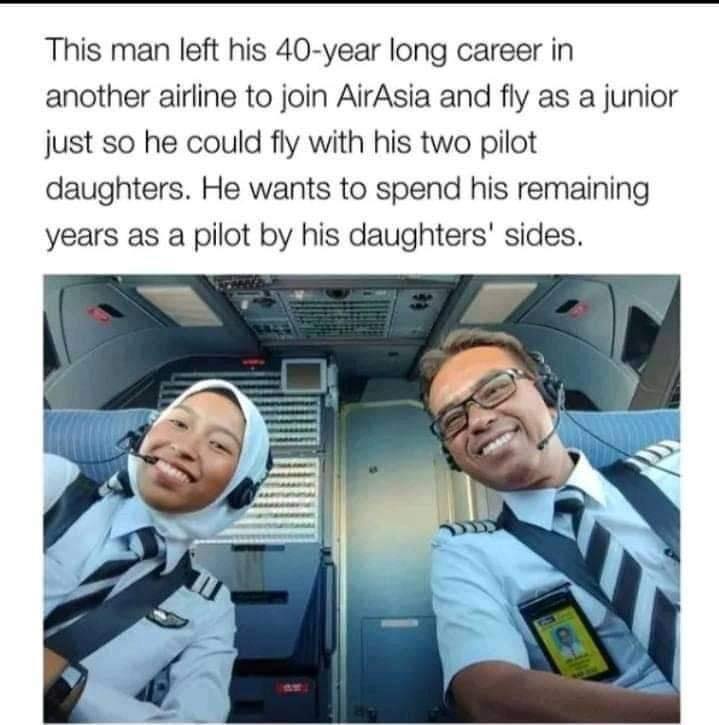 This man left his 40-year long career in
another airline to join AirAsia and fly as a junior
just so he could fly with his two pilot
daughters. He wants to spend his remaining
years as a pilot by his daughters' sides.